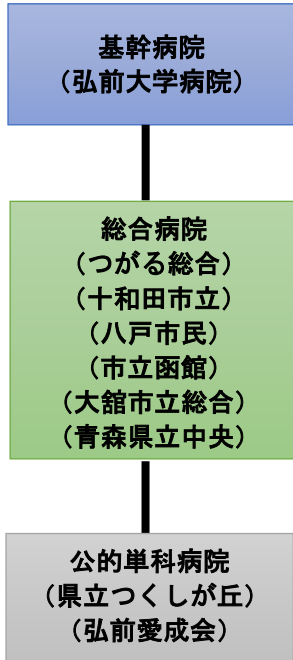 基幹病院
（弘前大学病院）
総合病院
（つがる総合）
（十和田市立）
（八戸市民）
（市立函館）
（大舘市立総合）
（青森県立中央）
公的単科病院
（県立つくしが丘）
（弘前愛成会）